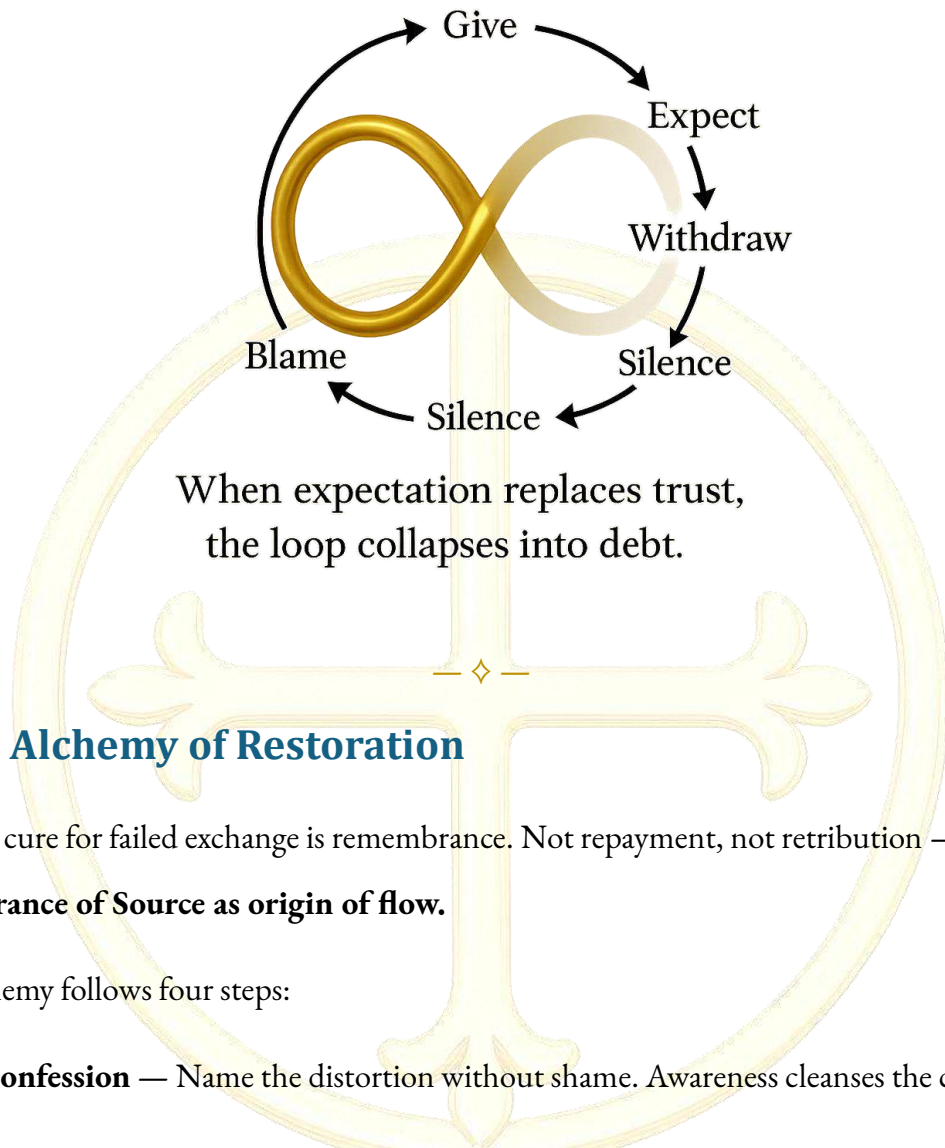 Give
Expect
Withdraw
Silence
Silence
Blame
When expectation replaces trust,
the loop collapses into debt.
Alchemy of Restoration
cure for failed exchange is remembrance. Not repayment, not retribution —
rance of Source as origin of flow.
emy follows four steps:
onfession — Name the distortion without shame. Awareness cleanses the